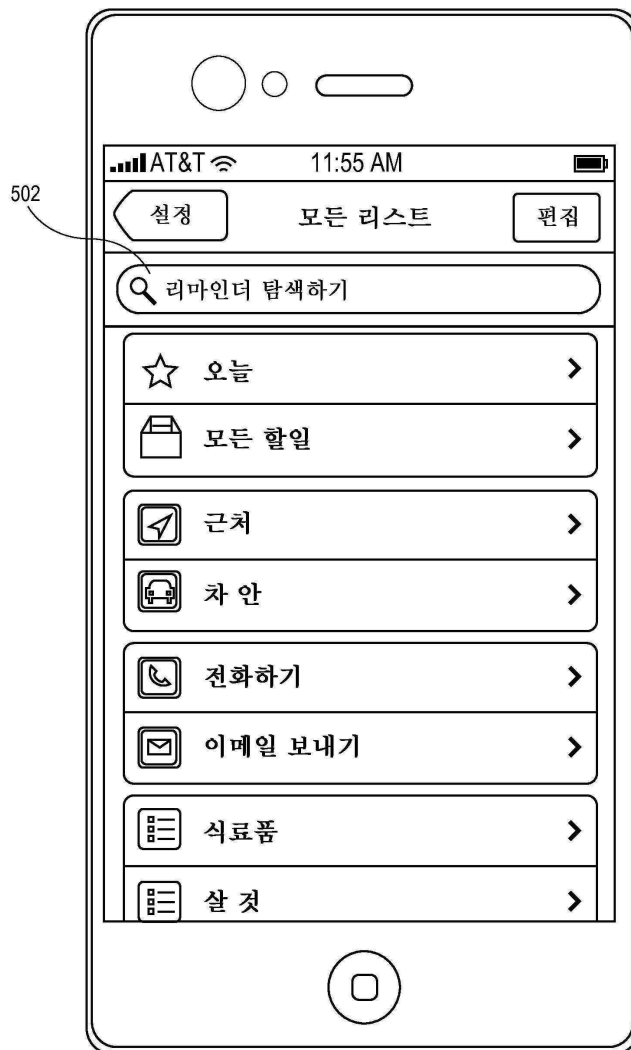 AT&T 11:55 AM
502
설정 모든 리스트 편집
리마인더 탐색하기
오늘
모든 할일
근처
차 안
전화하기
이메일 보내기
식료품
살 것